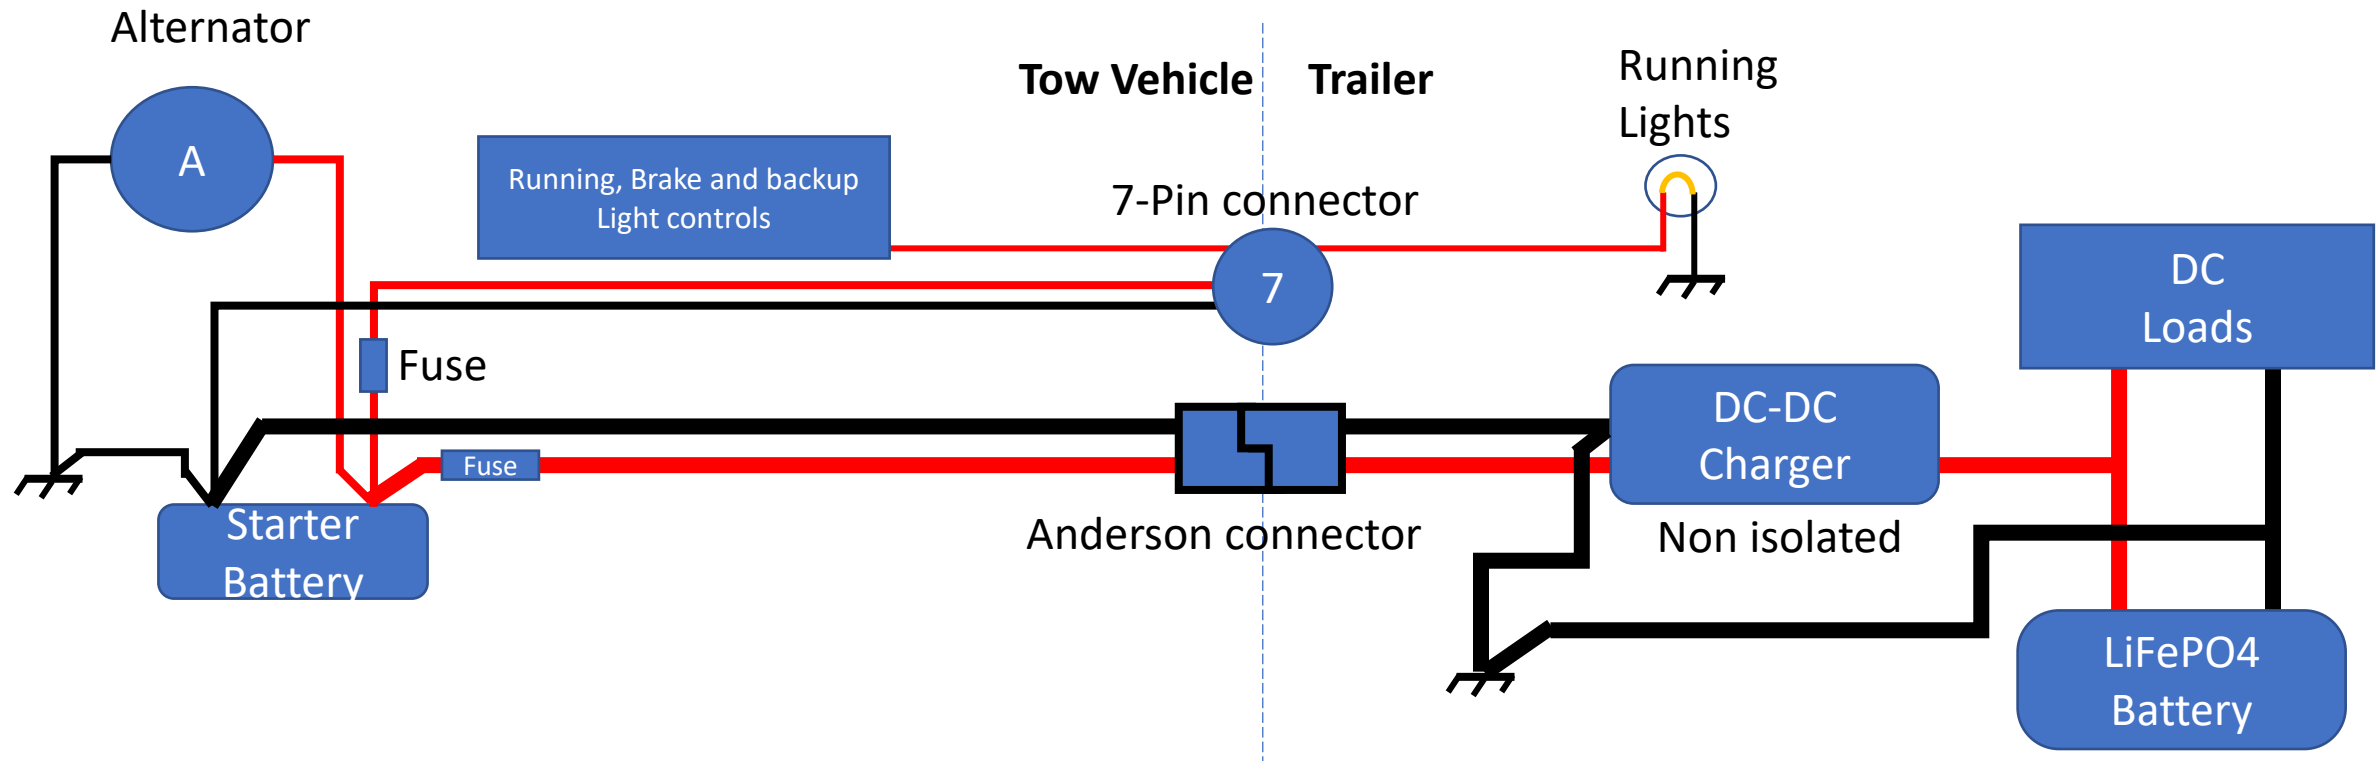 Alternator
A
Running, Brake and backup
Light controls
Tow Vehicle
Trailer
7-Pin connector
7
Running
Lights
DC
Loads
Fuse
Fuse
DC-DC
Charger
Non isolated
Anderson connector
Starter
Battery
LiFePO4
Battery